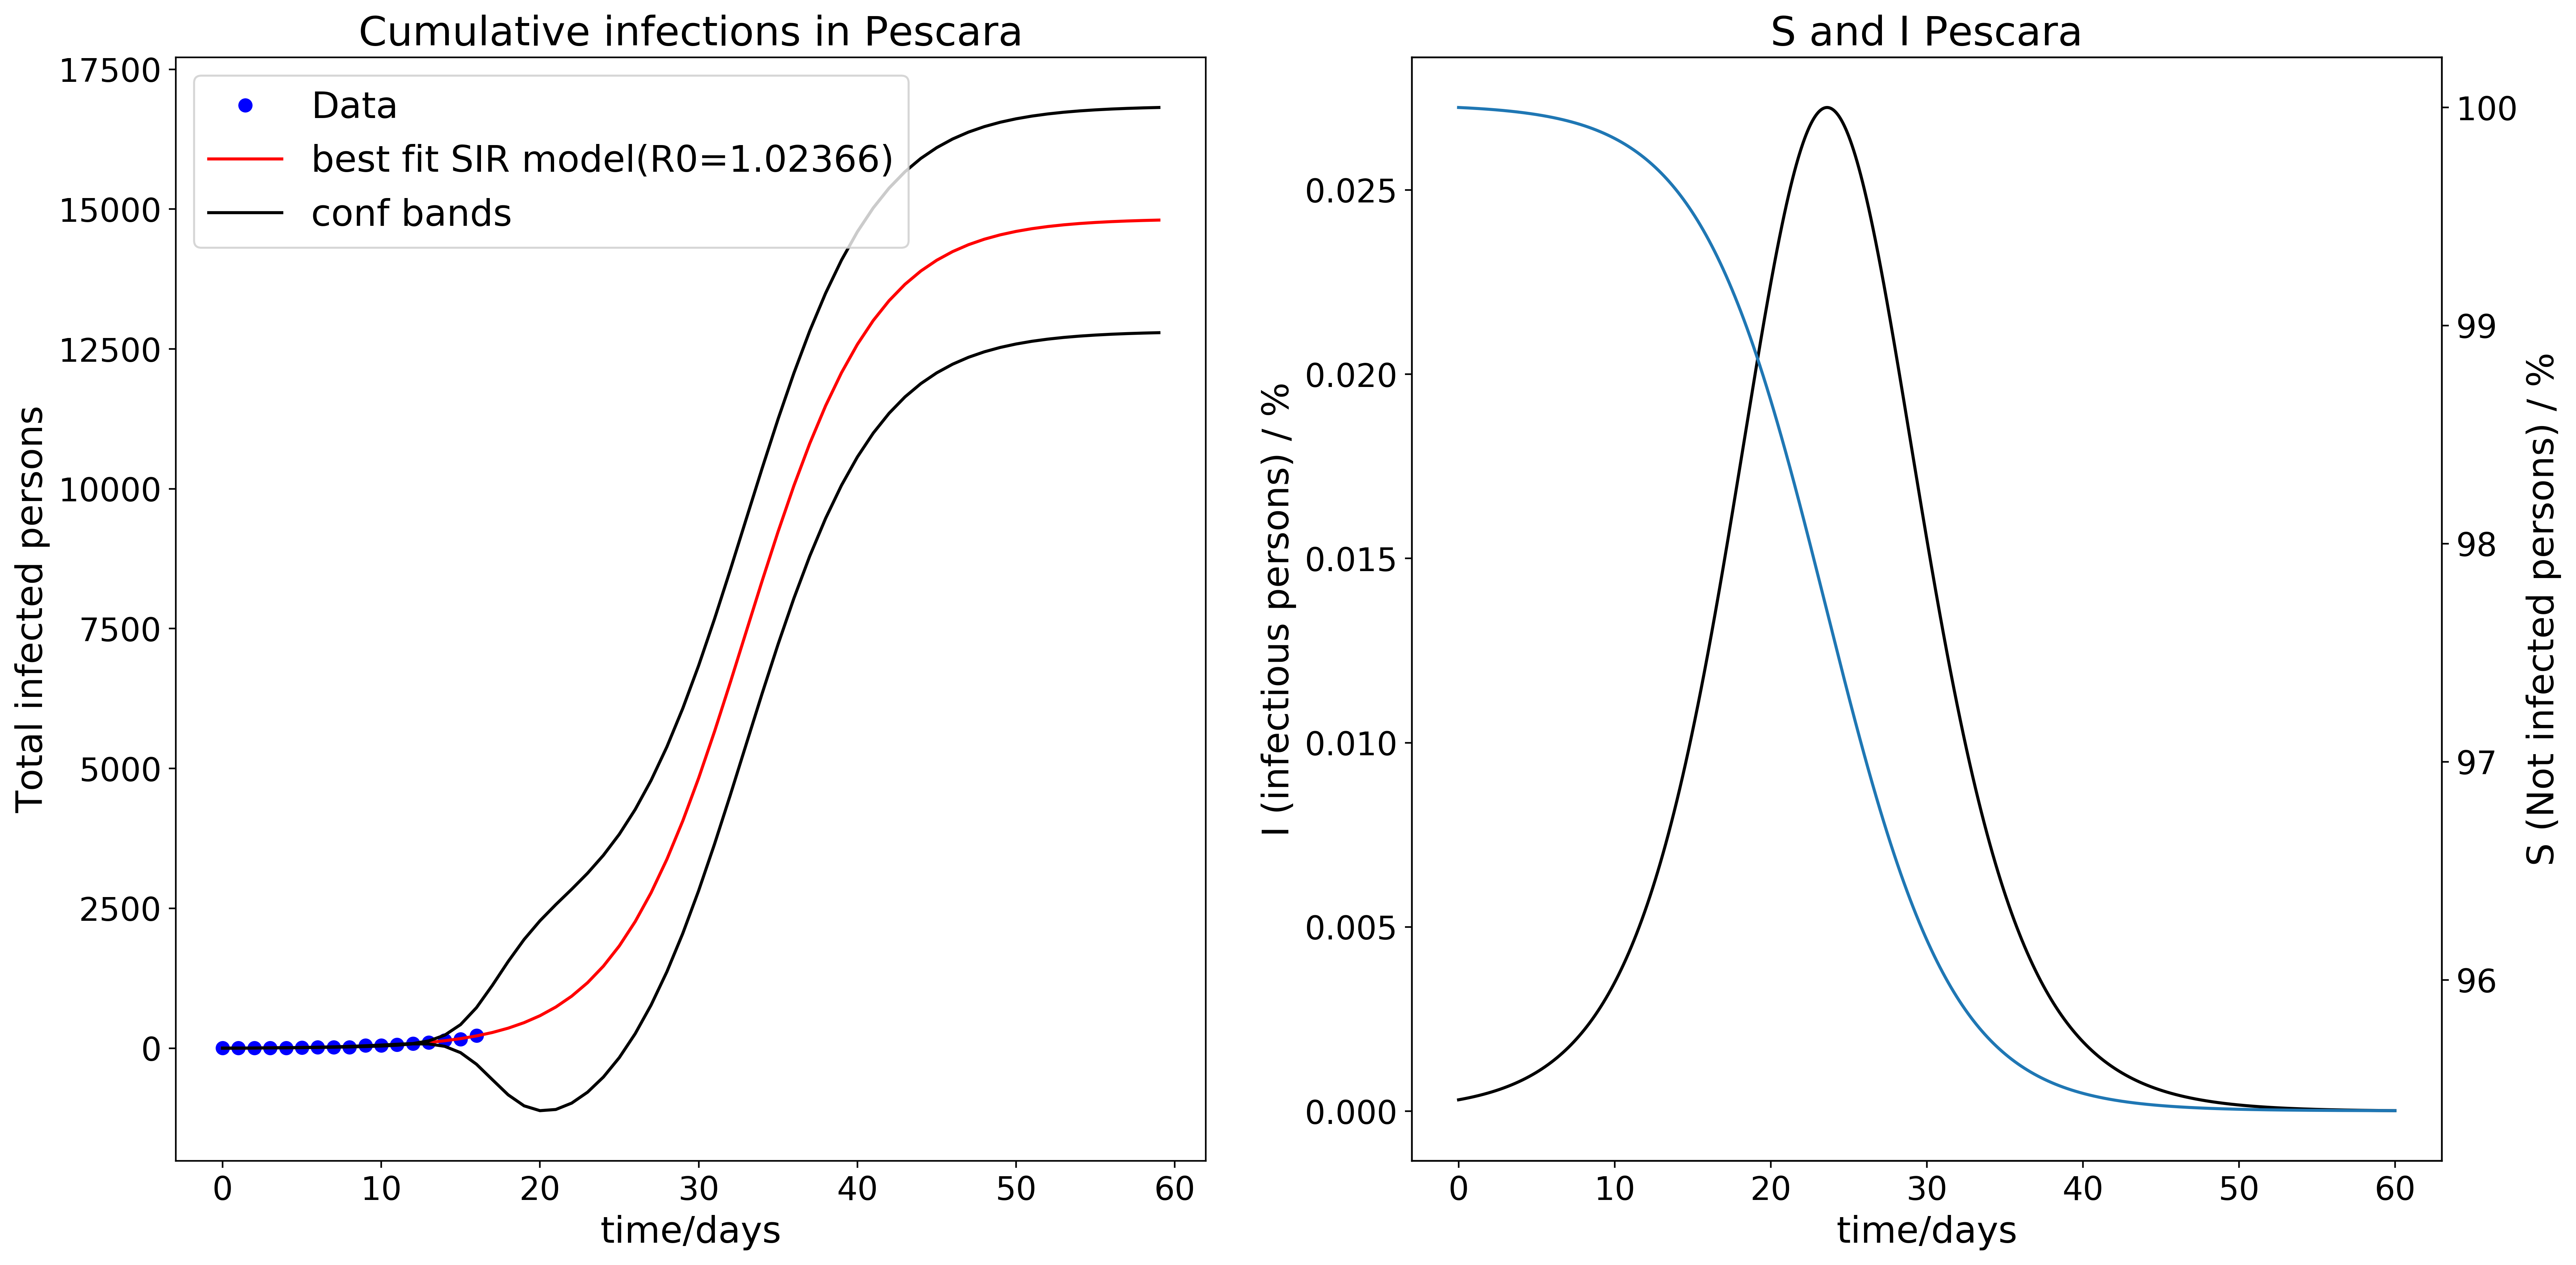 Cumulative infections in Pescara
Data
best fit SIR model(R0=1.02366)
conf bands
17500
15000
12500
10000
7500
5000
2500
0
Total infected persons
0 10 20 30 40 50 60
time/days
S and I Pescara
0.025
0.020
0.015
0.010
0.005
0.000
I (infectious persons) / %
100
99
98
97
96
S (Not infected persons) / %
0 10 20 30 40 50 60
time/days